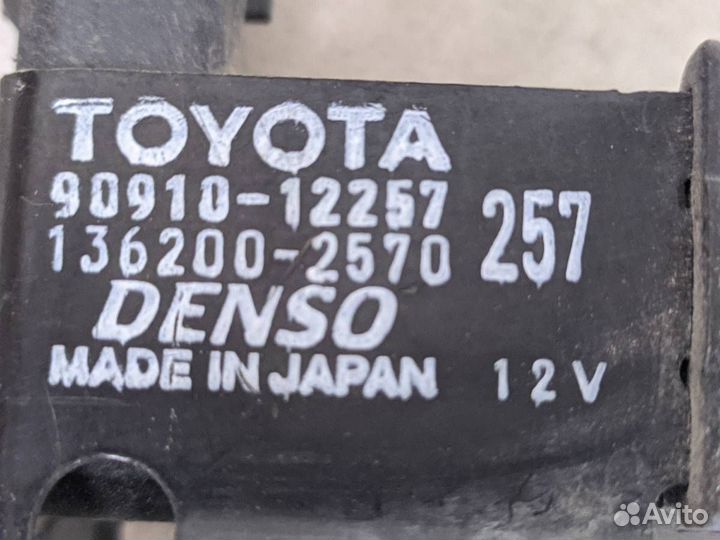 TOYOTA
90910-12257
136200-2570
257
DENSO
MADE IN JAPAN 12V
Avito